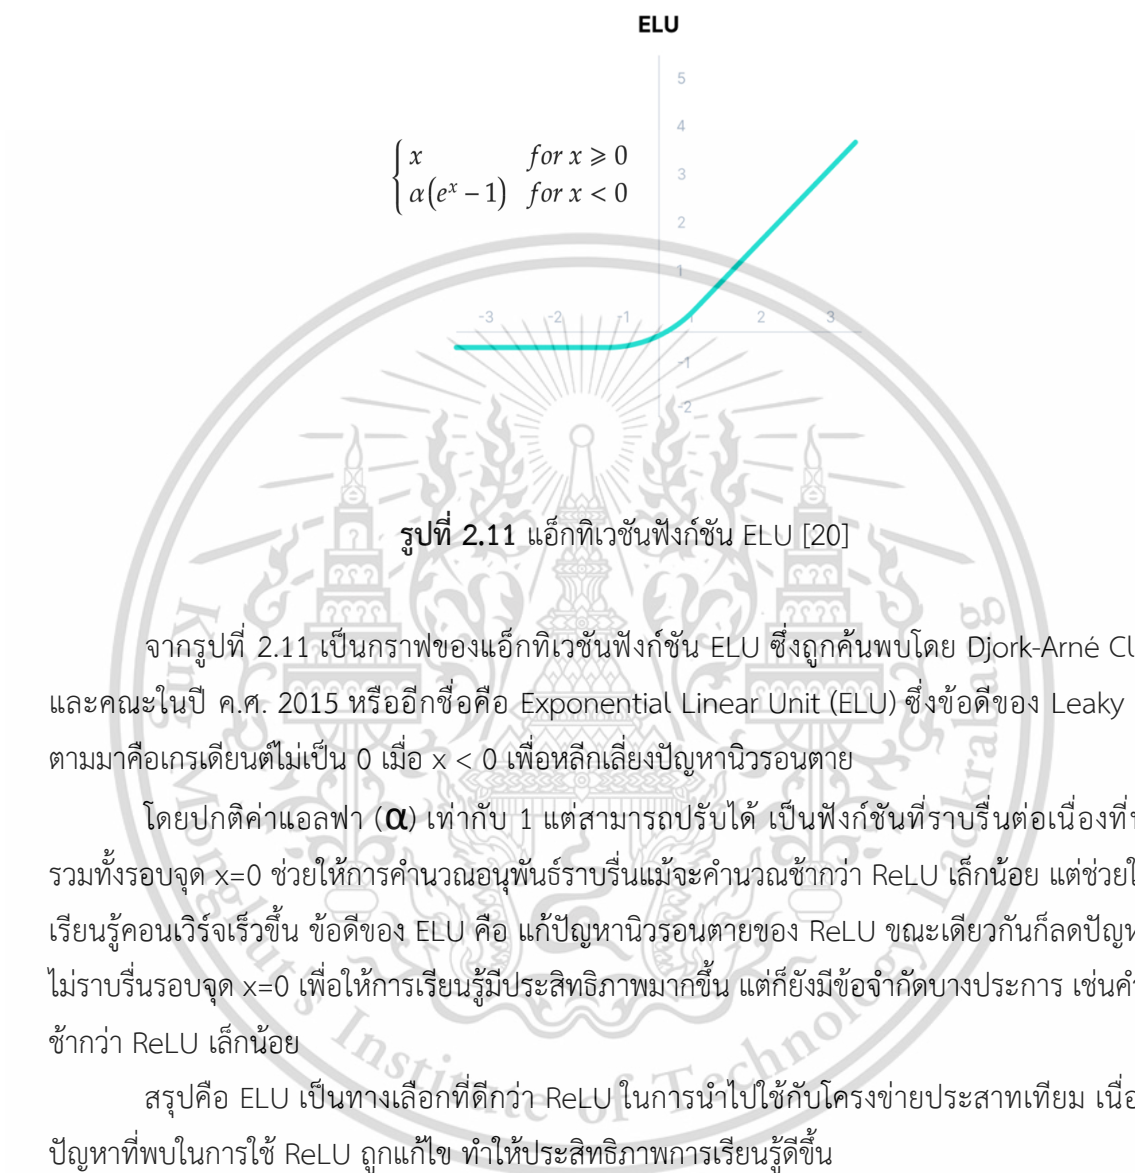 ELU
5
4
{ x for x ⩾ 0
α(eˣ – 1) for x < 0
3
2
1
-3 -2 -1 1 2 3
-1
-2
รูปที่ 2.11 แอ็กทิเวชันฟังก์ชัน ELU [20]
จากรูปที่ 2.11 เป็นกราฟของแอ็กทิเวชันฟังก์ชัน ELU ซึ่งถูกค้นพบโดย Djork-Arné
และคณะในปี ค.ศ. 2015 หรืออีกชื่อคือ Exponential Linear Unit (ELU) ซึ่งข้อดีของ Leaky
ตามมาคือเกรเดียนต์ไม่เป็น 0 เมื่อ x < 0 เพื่อหลีกเลี่ยงปัญหานิวรอนตาย
โดยปกติค่าแอลฟา (α) เท่ากับ 1 แต่สามารถปรับได้ เป็นฟังก์ชันที่ราบรื่นต่อเนื่องที่
รวมทั้งรอบจุด x=0 ช่วยให้การคำนวณอนุพันธ์ราบรื่นแม้จะคำนวณช้ากว่า ReLU เล็กน้อย แต่ช่วย
เรียนรู้คอนเวิร์จเร็วขึ้น ข้อดีของ ELU คือ แก้ปัญหานิวรอนตายของ ReLU ขณะเดียวกันก็ลด
ไม่ราบรื่นรอบจุด x=0 เพื่อให้การเรียนรู้มีประสิทธิภาพมากขึ้น แต่ก็ยังมีข้อจำกัดบางประการ เช่น
ช้ากว่า ReLU เล็กน้อย
สรุปคือ ELU เป็นทางเลือกที่ดีกว่า ReLU ในการนำไปใช้กับโครงข่ายประสาทเทียม
ปัญหาที่พบในการใช้ ReLU ถูกแก้ไข ทำให้ประสิทธิภาพการเรียนรู้ดีขึ้น
King Mongkut's Institute of Technology Ladkrabang